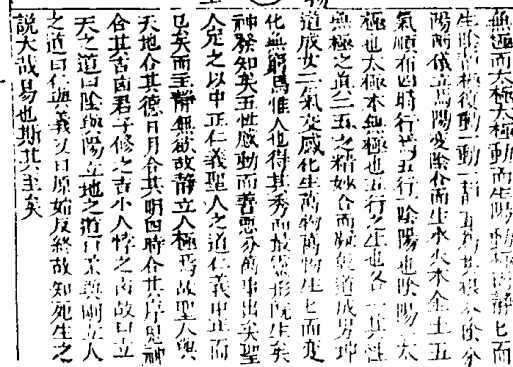 無極而太極太極動而生陽動極而靜匕而
生陰靜極復動一動一靜互為其根分陰分
陽兩儀立焉陽變陰合而生水火木金土五
氣順布四時行焉五行一陰陽也陰陽一太
極也太極本無極也五行之生也各一其性
無極之真二五之精妙合而凝乾道成男坤
道成女二氣交感化生萬物萬物生匕而變
化無窮焉惟人也得其秀而最靈形既生矣
神發知矣五性感動而善惡分萬事出矣聖
人定之以中正仁義聖人之道仁義中正而
已矣而主靜無欲故靜立人極焉故聖人與
天地合其德日月合其明四時合其序鬼神
合其吉凶君子修之吉小人悖之凶故曰立
天之道曰陰與陽立地之道曰柔與剛立人
之道曰仁與義又曰原始反終故知死生之
說大哉易也斯其至矣